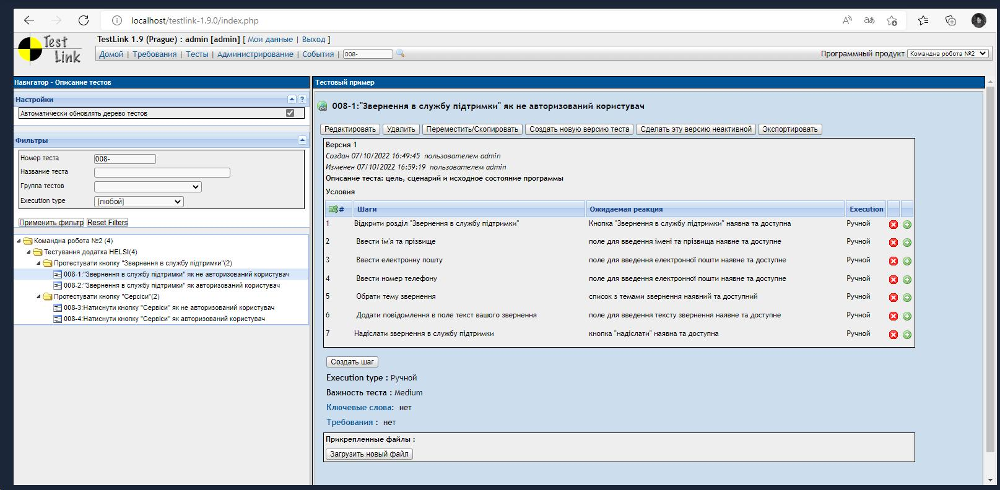 localhost/testlink-1.9.0/index.php
Test Link
TestLink 1.9 (Prague) : admin [admin] [ Мои данные | Выход ]
Домой | Требования | Тесты | Администрирование | События | 008-
Программный продукт Командна робота №2
Навигатор - Описание тестов
Настройки
Автоматически обновлять дерево тестов
Фильтры
Номер теста 008-
Название теста
Группа тестов
Execution type [любой]
Применить фильтр Reset Filters
Командна робота №2 (4)
Тестування додатка HELSI(4)
Протестувати кнопку "Звернення в службу підтримки"(2)
008-1:"Звернення в службу підтримки" як не авторизований користувач
008-2:"Звернення в службу підтримки" як авторизований користувач
Протестувати кнопку "Серсіси"(2)
008-3:Натиснути кнопку "Сервіси" як не авторизований користувач
008-4:Натиснути кнопку "Сервіси" як авторизований користувач
Тестовый пример
008-1:"Звернення в службу підтримки" як не авторизований користувач
Редактировать Удалить Переместить/Скопировать Создать новую версию теста Сделать эту версию неактивной Экспортировать
Версия 1
Создан 07/10/2022 16:49:45 пользователем admin
Изменен 07/10/2022 16:59:19 пользователем admin
Описание теста: цель, сценарий и исходное состояние программы
Условия
# Шаги Ожидаемая реакция Execution
1 Відкрити розділ "Звернення в службу підтримки" Кнопка "Звернення в службу підтримки" наявна та доступна Ручной
2 Ввести ім'я та прізвище поле для введення імені та прізвища наявне та доступне Ручной
3 Ввести електронну пошту поле для введення електронної пошти наявне та доступне Ручной
4 Ввести номер телефону поле для введення електронної пошти наявне та доступне Ручной
5 Обрати тему звернення список з темами звернення наявний та доступний Ручной
6 Додати повідомлення в поле текст вашого звернення поле для введення тексту звернення наявне та доступне Ручной
7 Надіслати звернення в службу підтримки кнопка "надіслати" наявна та доступна Ручной
Создать шаг
Execution type : Ручной
Важность теста : Medium
Ключевые слова: нет
Требования : нет
Прикрепленные файлы :
Загрузить новый файл